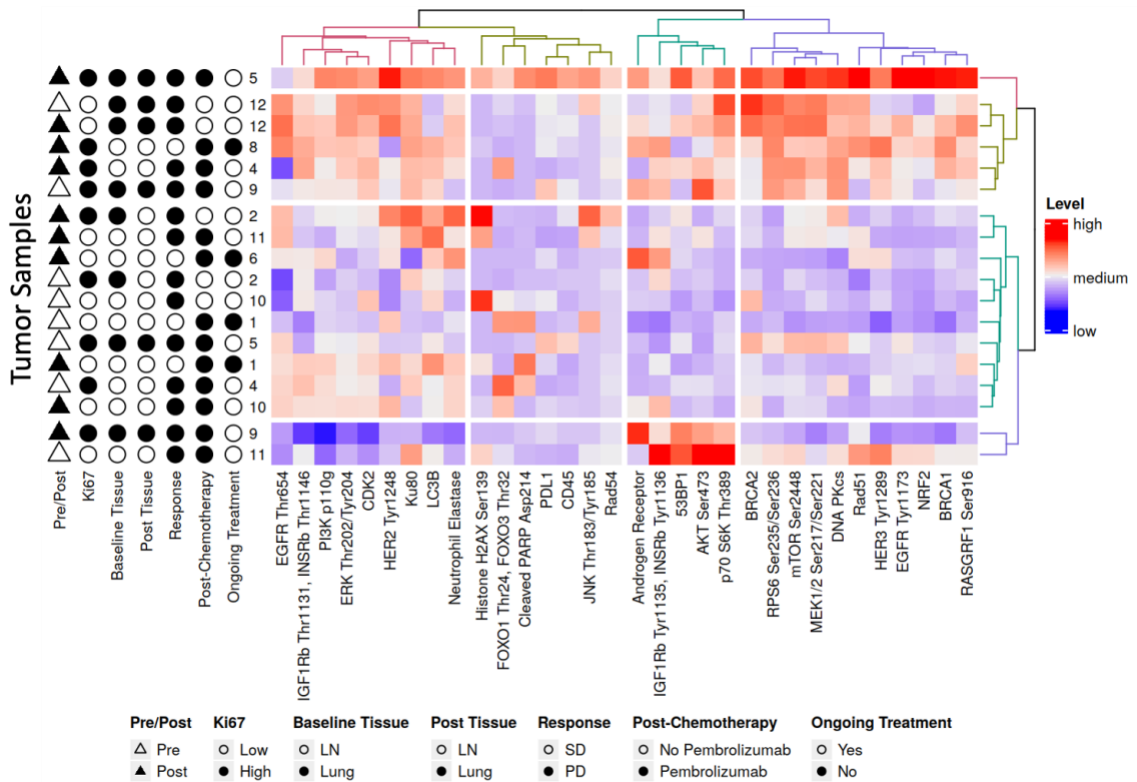 Tumor Samples
5
12
12
8
4
9
2
11
6
2
10
1
5
1
4
10
9
11
Level
high
medium
low
Pre/Post
Ki67
Baseline Tissue
Post Tissue
Response
Post-Chemotherapy
Ongoing Treatment
EGFR Thr654
IGF1Rb Thr1131, INSRb Thr1146
PI3K p110g
ERK Thr202/Tyr204
CDK2
HER2 Tyr1248
Ku80
LC3B
Neutrophil Elastase
Histone H2AX Ser139
FOXO1 Thr24, FOXO3 Thr32
Cleaved PARP Asp214
PDL1
CD45
JNK Thr183/Tyr185
Rad54
Androgen Receptor
IGF1Rb Tyr1135, INSRb Tyr1136
53BP1
AKT Ser473
p70 S6K Thr389
BRCA2
RPS6 Ser235/Ser236
mTOR Ser2448
MEK1/2 Ser217/Ser221
DNA PKcs
Rad51
HER3 Tyr1289
EGFR Tyr1173
NRF2
BRCA1
RASGRF1 Ser916
Pre/Post Ki67 Baseline Tissue Post Tissue Response Post-Chemotherapy Ongoing Treatment
Pre Low LN LN SD No Pembrolizumab Yes
Post High Lung Lung PD Pembrolizumab No